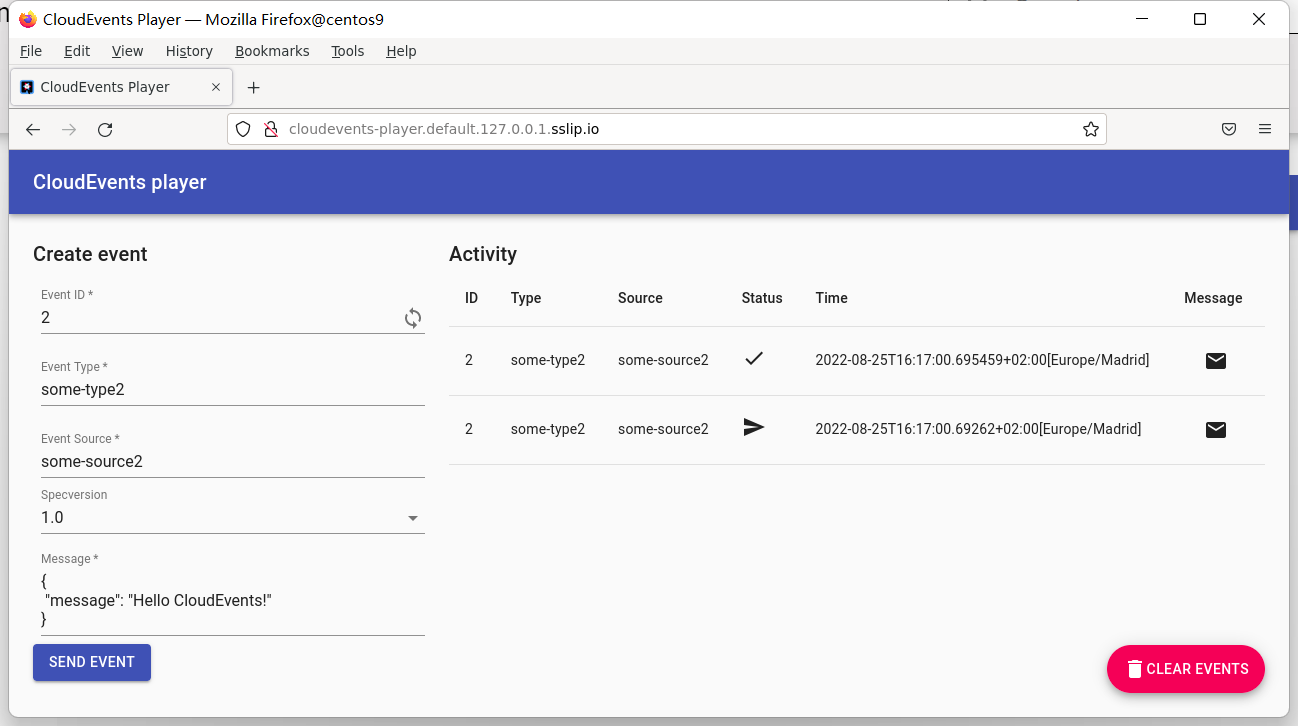 CloudEvents Player — Mozilla Firefox@centos9
File Edit View History Bookmarks Tools Help
CloudEvents Player
cloudevents-player.default.127.0.0.1.sslip.io
CloudEvents player
Create event
Event ID *
2
Event Type *
some-type2
Event Source *
some-source2
Specversion
1.0
Message *
{
"message": "Hello CloudEvents!"
}
SEND EVENT
Activity
ID Type Source Status Time Message
2 some-type2 some-source2 2022-08-25T16:17:00.695459+02:00[Europe/Madrid]
2 some-type2 some-source2 2022-08-25T16:17:00.69262+02:00[Europe/Madrid]
CLEAR EVENTS